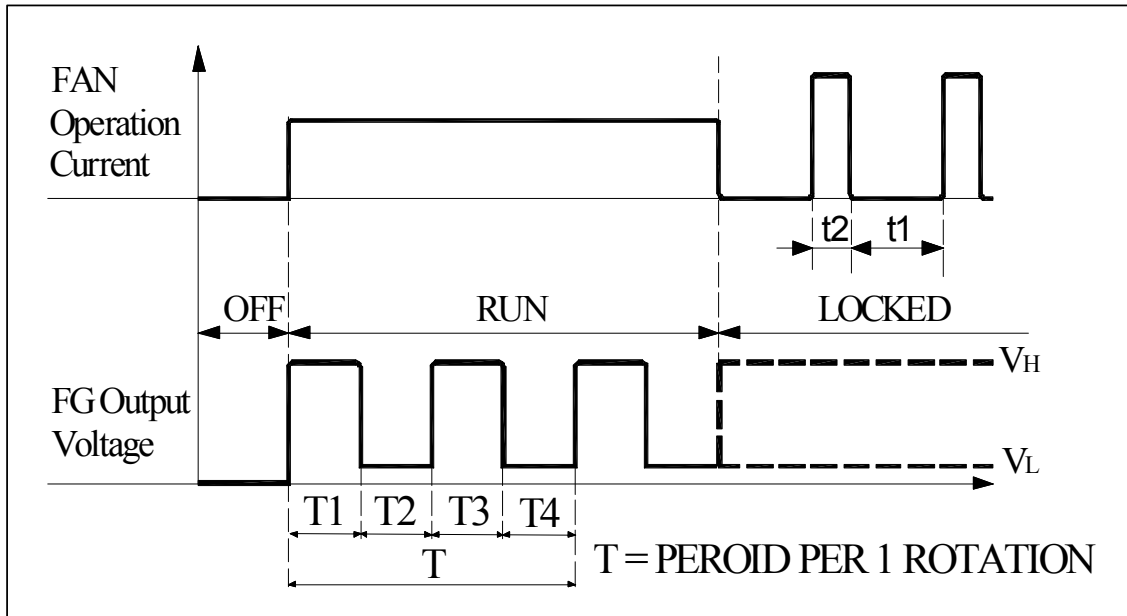 FAN
Operation
Current
t2
t1
OFF
RUN
LOCKED
VH
FG Output
Voltage
VL
T1
T2
T3
T4
T
T = PEROID PER 1 ROTATION